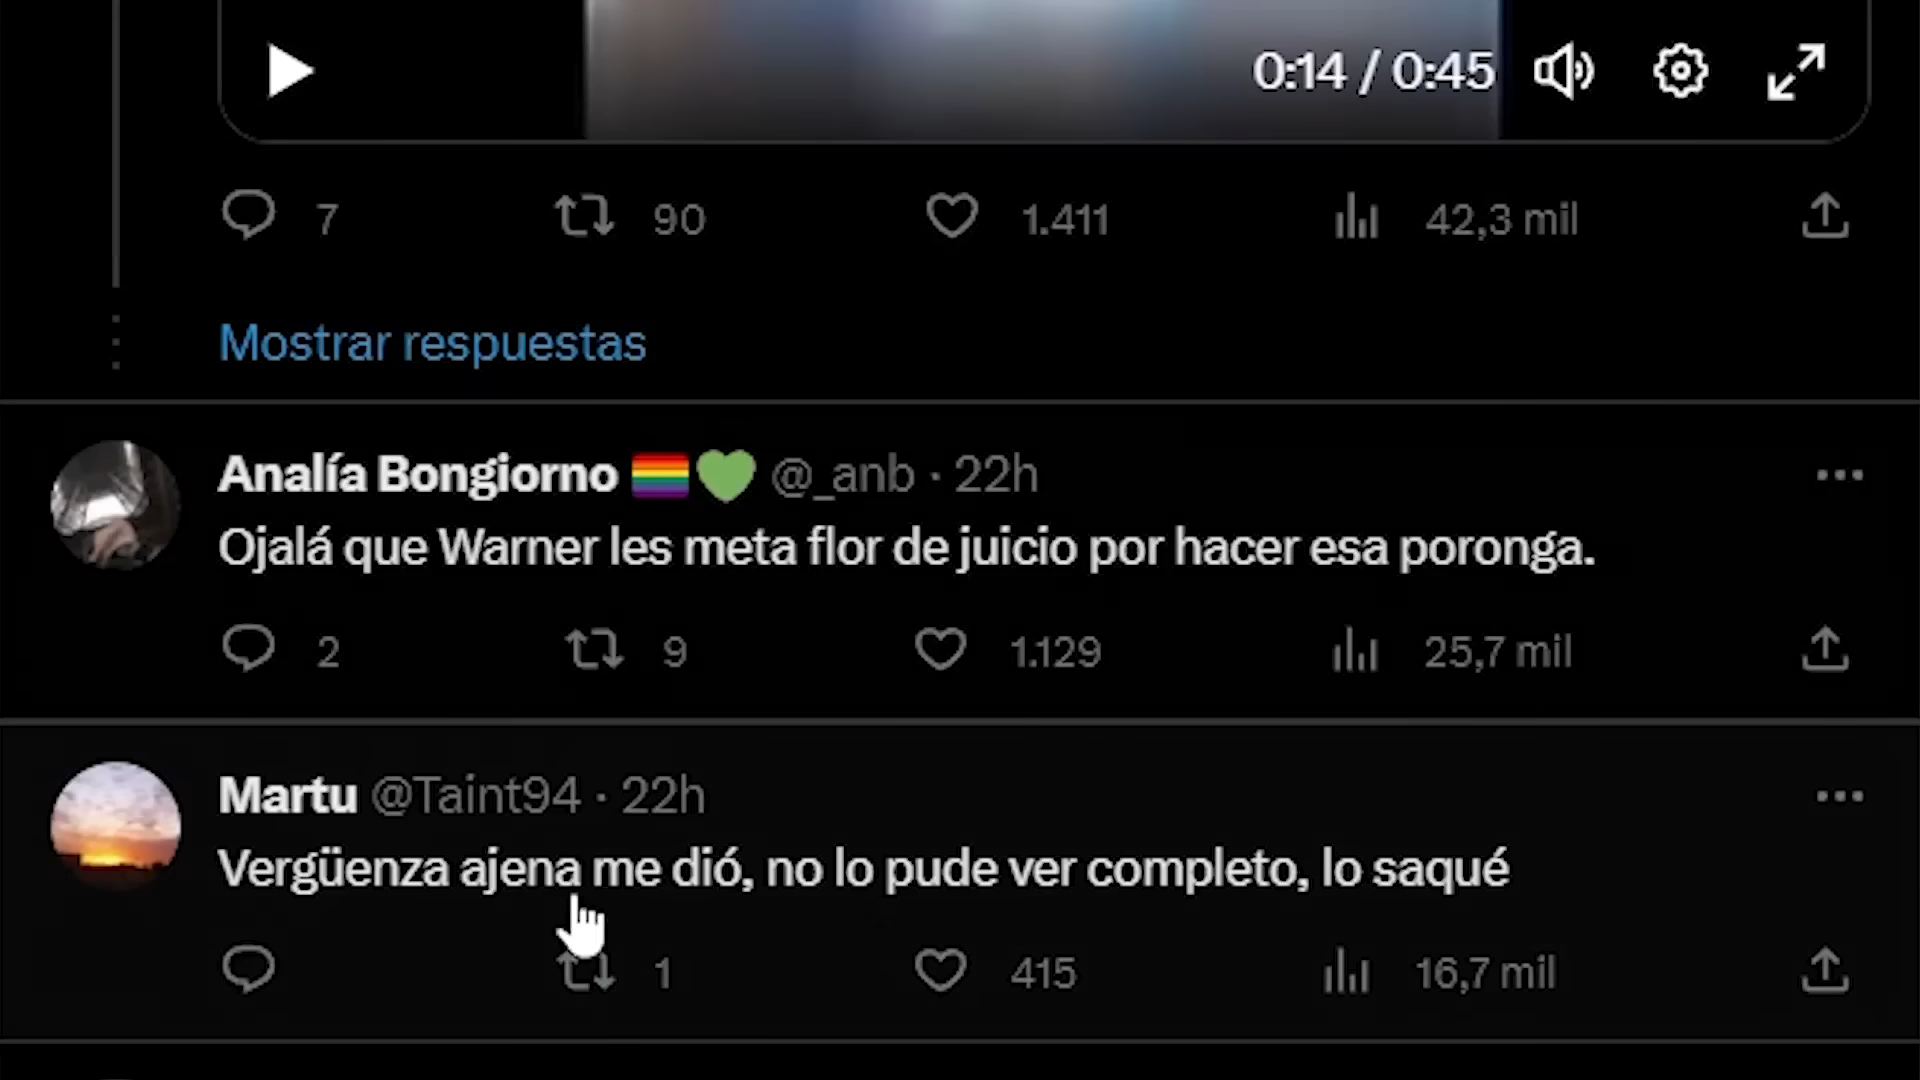 0:14 / 0:45
7 90 1.411 42,3 mil
Mostrar respuestas
Analía Bongiorno 🏳️‍🌈💚 @_anb · 22h
Ojalá que Warner les meta flor de juicio por hacer esa poronga.
2 9 1.129 25,7 mil
Martu @Taint94 · 22h
Vergüenza ajena me dió, no lo pude ver completo, lo saqué
1 415 16,7 mil